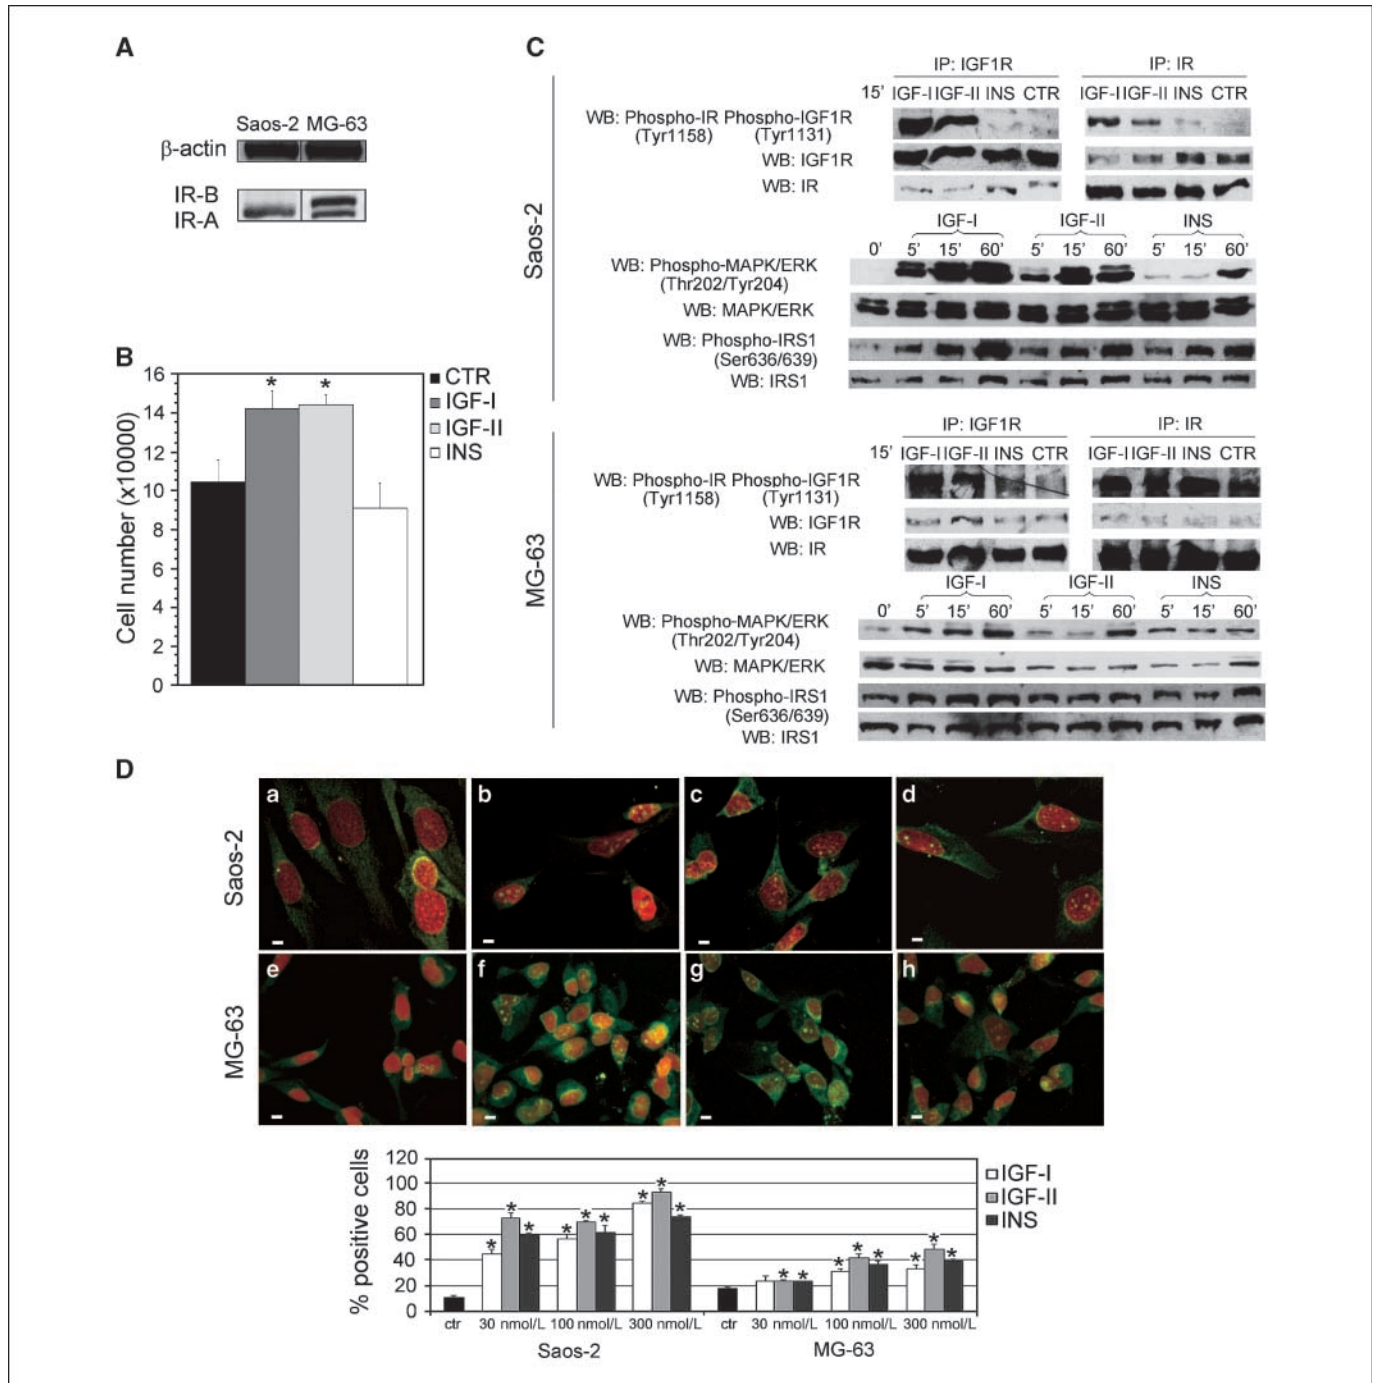 A
Saos-2 MG-63
β-actin
IR-B
IR-A
B
16
14
12
10
8
6
4
2
0
Cell number (x10000)
* *
CTR
IGF-I
IGF-II
INS
C
Saos-2
IP: IGF1R IP: IR
15' IGF-I IGF-II INS CTR IGF-I IGF-II INS CTR
WB: Phospho-IR Phospho-IGF1R
(Tyr1158) (Tyr1131)
WB: IGF1R
WB: IR
IGF-I IGF-II INS
0' 5' 15' 60' 5' 15' 60' 5' 15' 60'
WB: Phospho-MAPK/ERK
(Thr202/Tyr204)
WB: MAPK/ERK
WB: Phospho-IRS1
(Ser636/639)
WB: IRS1
MG-63
IP: IGF1R IP: IR
15' IGF-I IGF-II INS CTR IGF-I IGF-II INS CTR
WB: Phospho-IR Phospho-IGF1R
(Tyr1158) (Tyr1131)
WB: IGF1R
WB: IR
IGF-I IGF-II INS
0' 5' 15' 60' 5' 15' 60' 5' 15' 60'
WB: Phospho-MAPK/ERK
(Thr202/Tyr204)
WB: MAPK/ERK
WB: Phospho-IRS1
(Ser636/639)
WB: IRS1
D
Saos-2
a b c d
MG-63
e f g h
% positive cells
120
100
80
60
40
20
0
* * * * * * * * * * * * * * * * *
IGF-I
IGF-II
INS
ctr 30 nmol/L 100 nmol/L 300 nmol/L ctr 30 nmol/L 100 nmol/L 300 nmol/L
Saos-2 MG-63